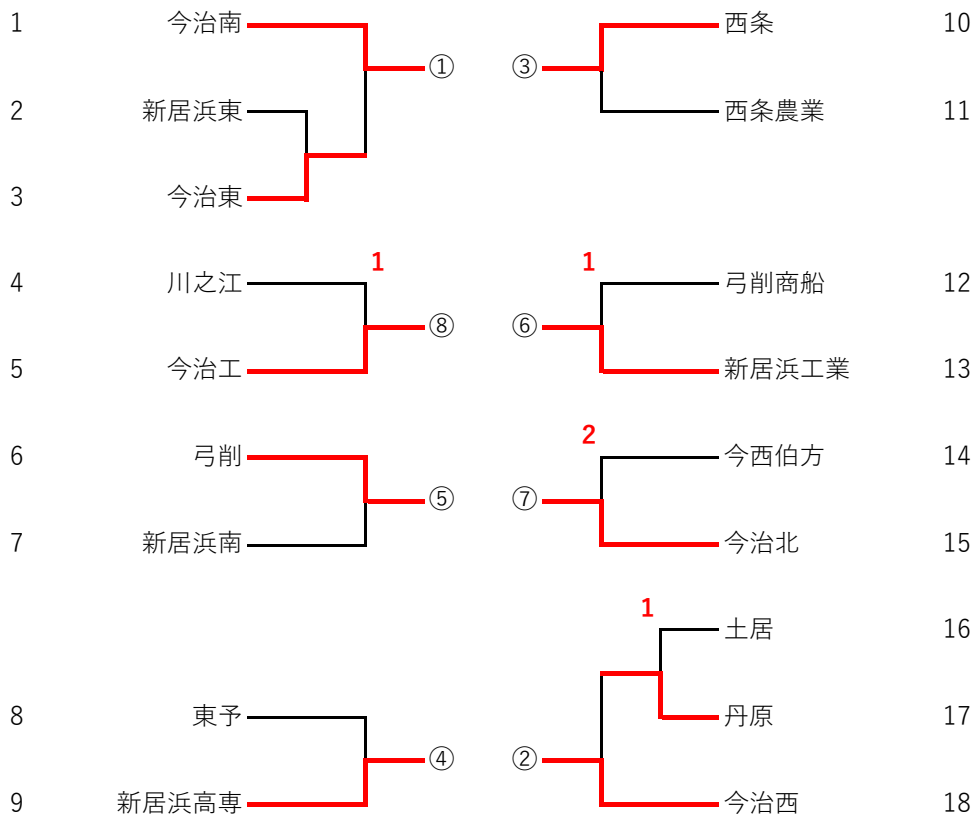 1 今治南 ① ③ 西条 10
2 新居浜東 西条農業 11
3 今治東
1 1
4 川之江 弓削商船 12
⑧ ⑥
5 今治工 新居浜工業 13
2
6 弓削 今西伯方 14
⑤ ⑦
7 新居浜南 今治北 15
1
土居 16
8 東予 丹原 17
④ ②
9 新居浜高専 今治西 18